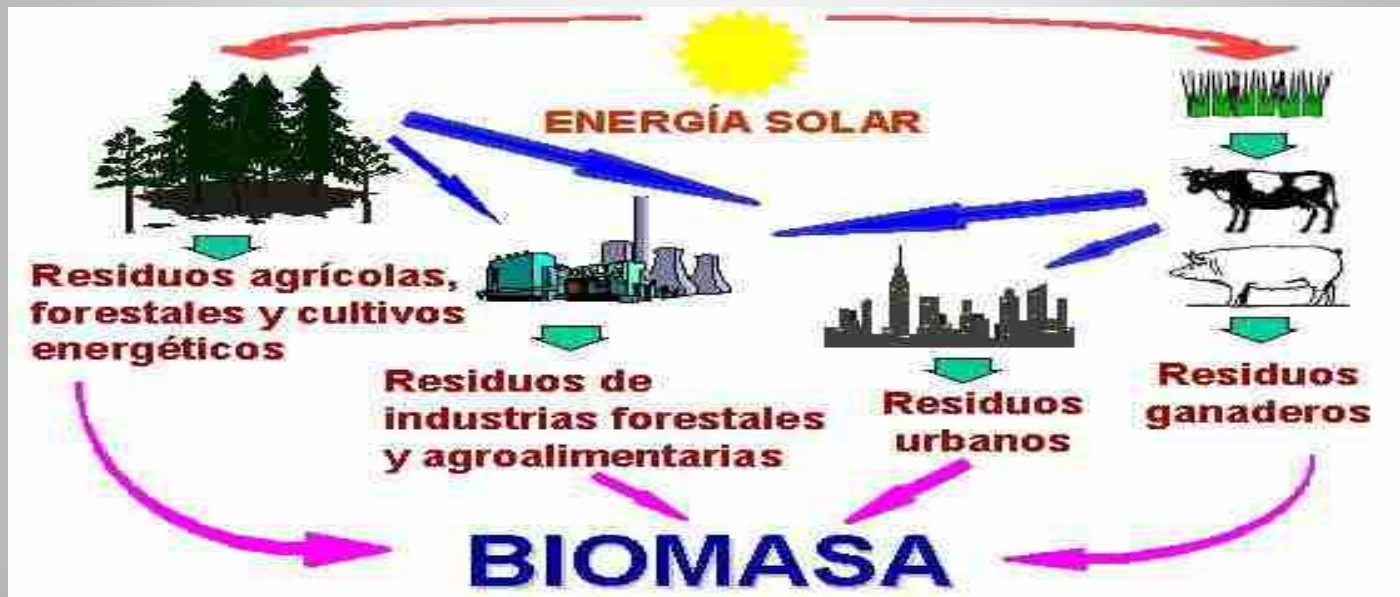 ENERGÍA SOLAR
Residuos agrícolas,
forestales y cultivos
energéticos
Residuos de
industrias forestales
y agroalimentarias
Residuos
urbanos
Residuos
ganaderos
BIOMASA